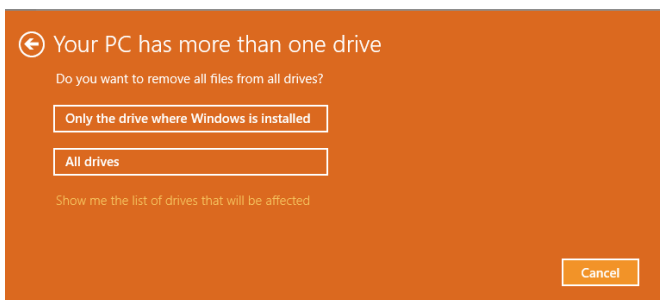 Your PC has more than one drive
Do you want to remove all files from all drives?
Only the drive where Windows is installed
All drives
Show me the list of drives that will be affected
Cancel